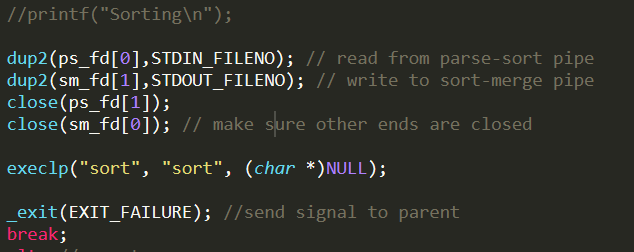 //printf("Sorting\n");
dup2(ps_fd[0],STDIN_FILENO); // read from parse-sort pipe
dup2(sm_fd[1],STDOUT_FILENO); // write to sort-merge pipe
close(ps_fd[1]);
close(sm_fd[0]); // make sure other ends are closed
execlp("sort", "sort", (char *)NULL);
_exit(EXIT_FAILURE); //send signal to parent
break;